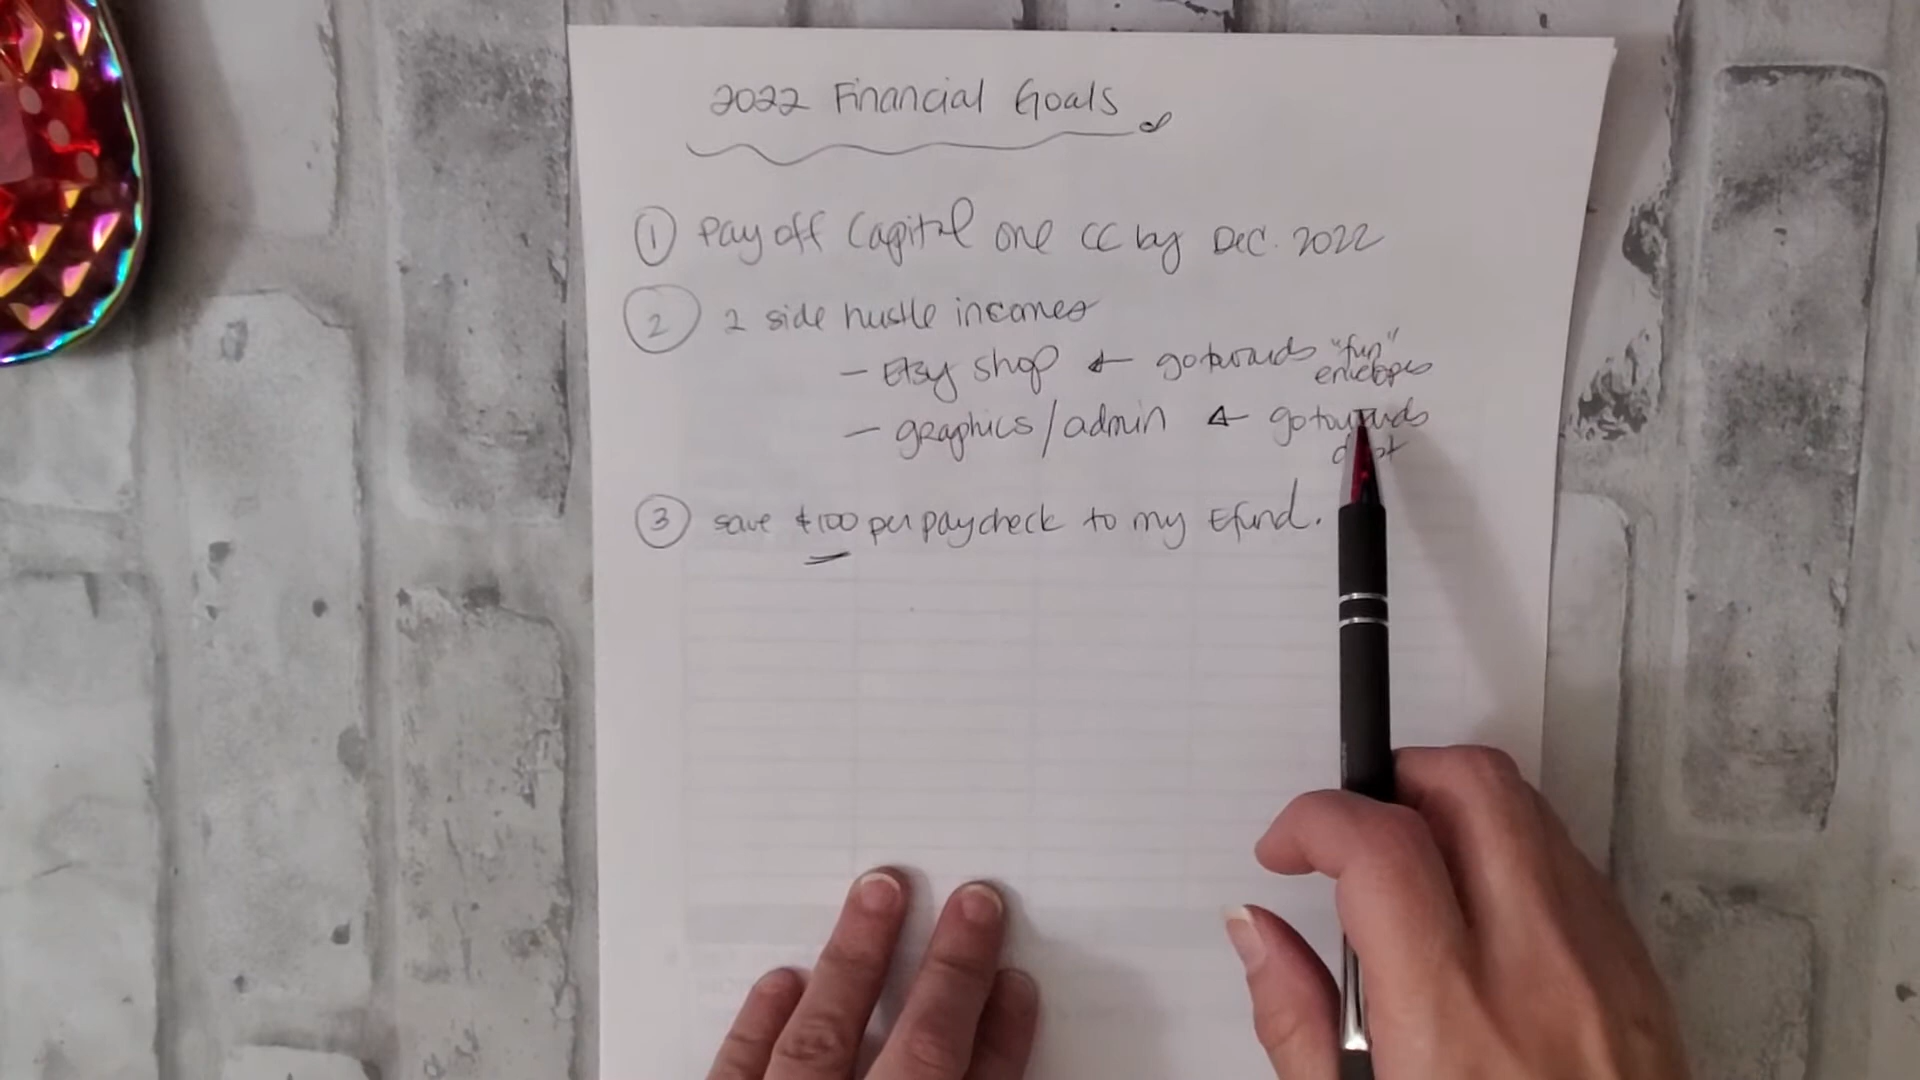 2022 Financial Goals
① Pay off Capital one CC by Dec. 2022
② 2 side hustle incomes
— Etsy shop ← go towards "fun" envelopes
— graphics/admin ← go towards
debt
③ save $100 per paycheck to my Efund.